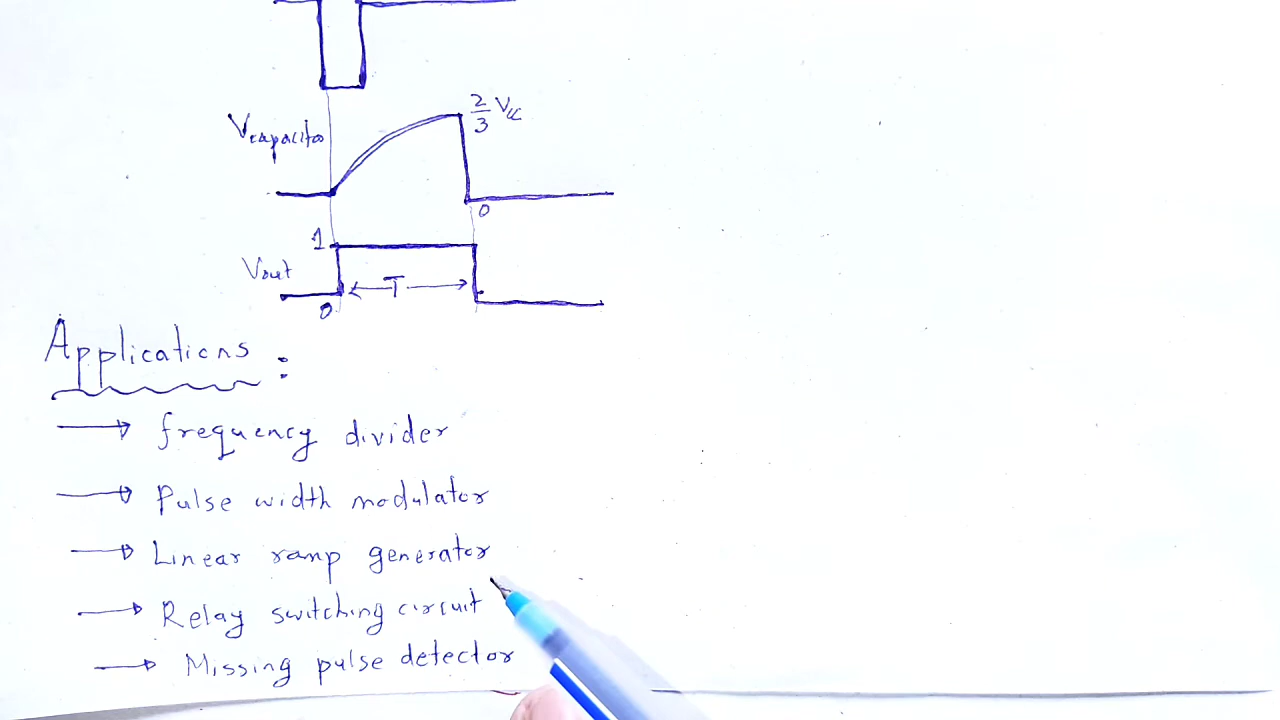 2/3 Vcc
Vcapacitor
0
1
Vout
T
0
Applications :
→ frequency divider
→ Pulse width modulator
→ Linear ramp generator
→ Relay switching circuit
→ Missing pulse detector